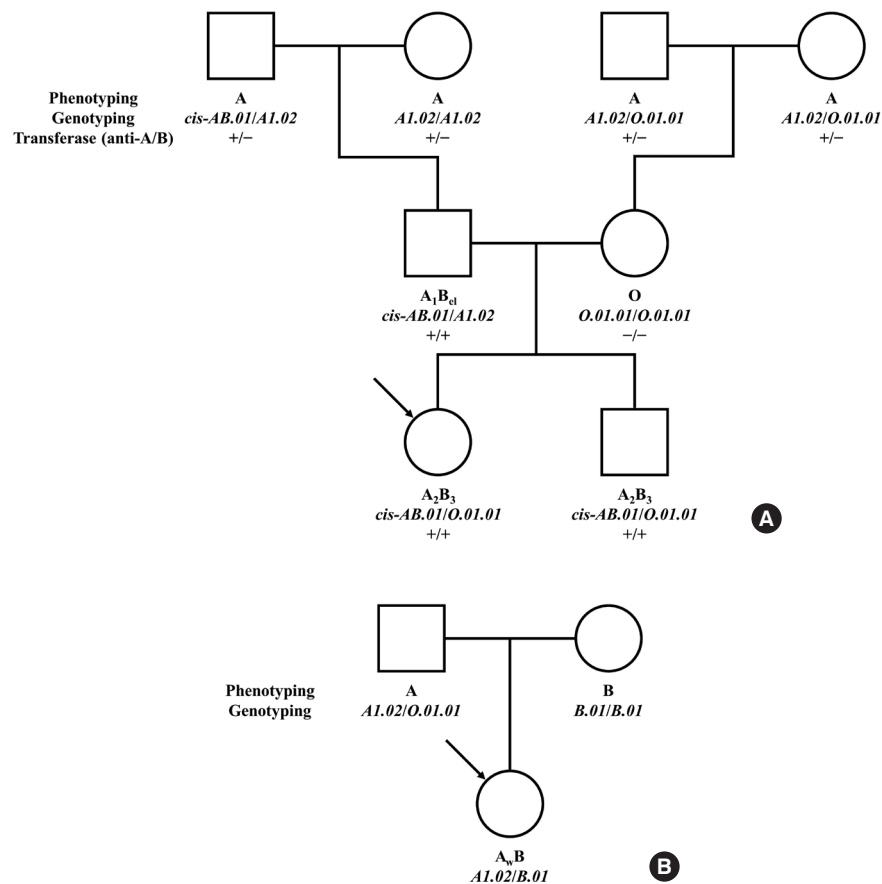 Phenotyping A A A A
Genotyping cis-AB.01/A1.02 A1.02/A1.02 A1.02/O.01.01 A1.02/O.01.01
Transferase (anti-A/B) +/− +/− +/− +/−
A₁Bₑₗ O
cis-AB.01/A1.02 O.01.01/O.01.01
+/+ −/−
A₂B₃ A₂B₃
cis-AB.01/O.01.01 cis-AB.01/O.01.01
+/+ +/+
A
Phenotyping A B
Genotyping A1.02/O.01.01 B.01/B.01
AwB
A1.02/B.01
B